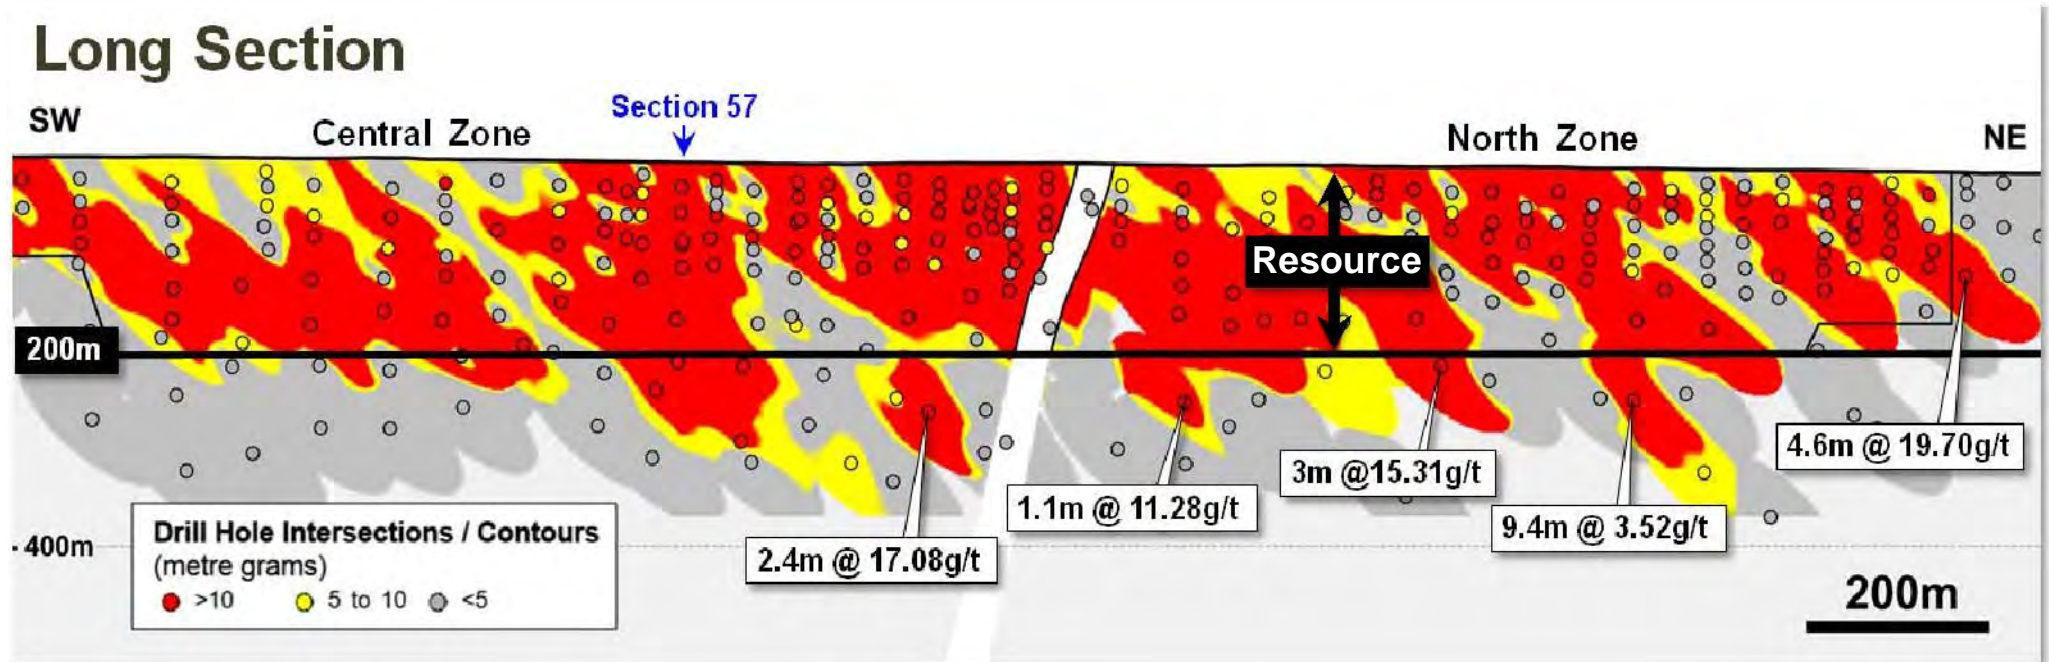 Long Section
Section 57
SW
Central Zone
North Zone
NE
Resource
200m
4.6m @ 19.70g/t
3m @15.31g/t
1.1m @ 11.28g/t
9.4m @ 3.52g/t
Drill Hole Intersections / Contours
(metre grams)
>10 5 to 10 <5
- 400m
2.4m @ 17.08g/t
200m